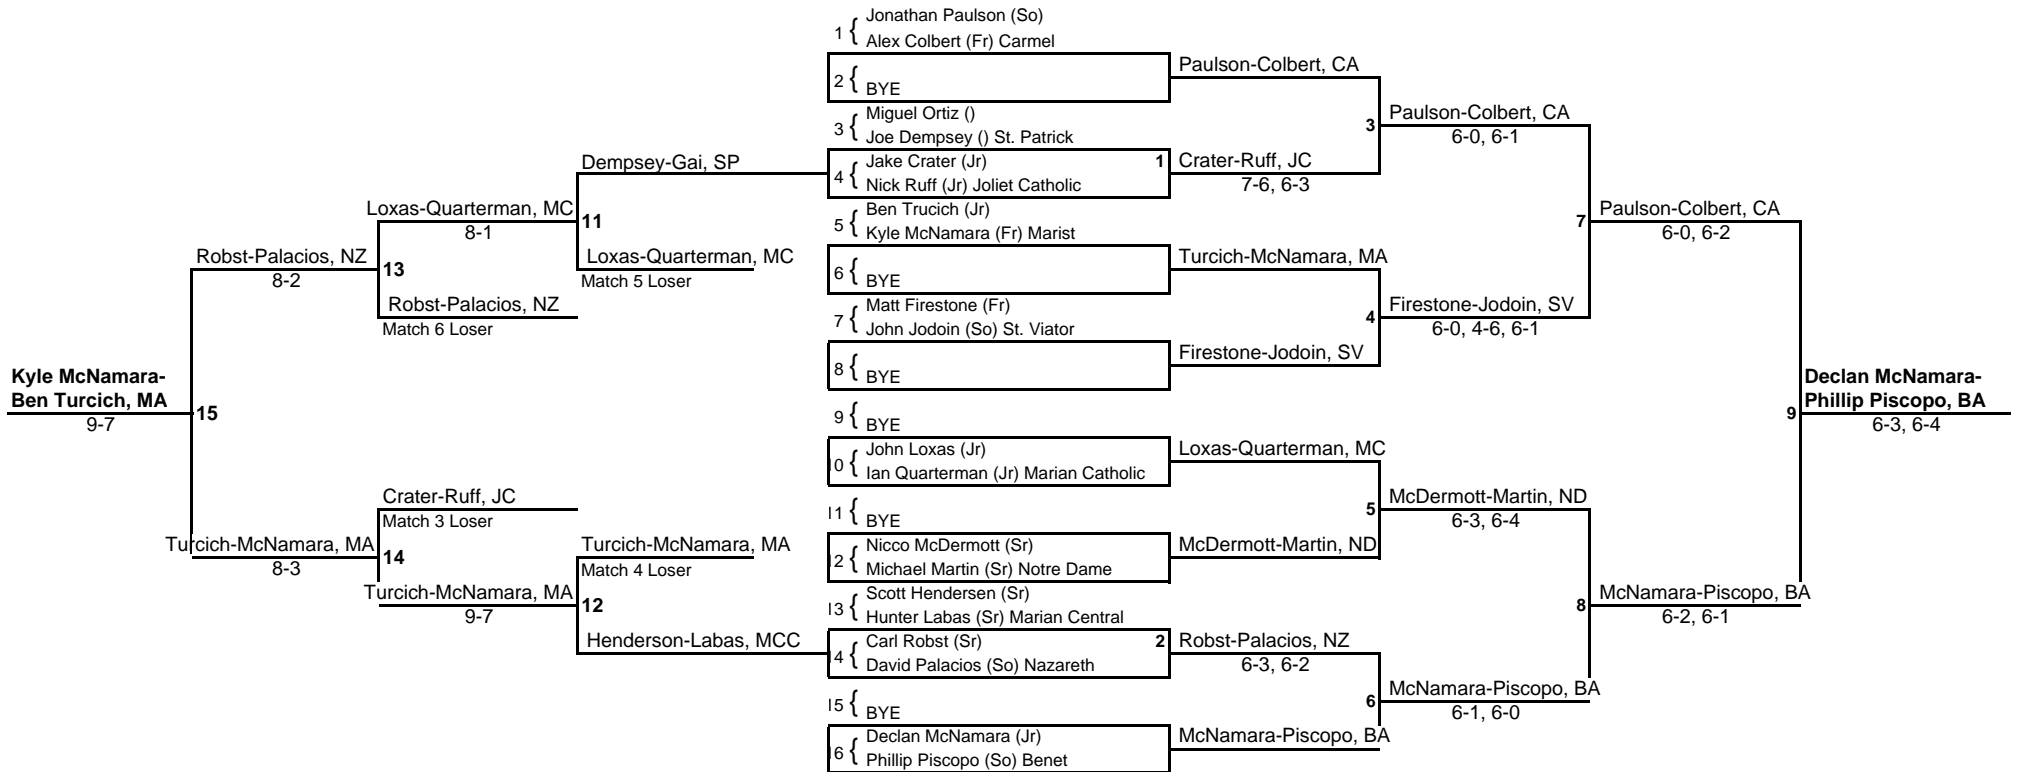 Jonathan Paulson (So)
1 {
Alex Colbert (Fr) Carmel
Paulson-Colbert, CA
2 { BYE
Miguel Ortiz ()
3 {
Joe Dempsey () St. Patrick
3
Paulson-Colbert, CA
6-0, 6-1
Dempsey-Gai, SP
Jake Crater (Jr)
4 {
Nick Ruff (Jr) Joliet Catholic
1
Crater-Ruff, JC
7-6, 6-3
Loxas-Quarterman, MC
8-1
11
Ben Trucich (Jr)
5 {
Kyle McNamara (Fr) Marist
7
Paulson-Colbert, CA
6-0, 6-2
Robst-Palacios, NZ
8-2
13
Loxas-Quarterman, MC
Match 5 Loser
6 { BYE
Turcich-McNamara, MA
Robst-Palacios, NZ
Match 6 Loser
Matt Firestone (Fr)
7 {
John Jodoin (So) St. Viator
4
Firestone-Jodoin, SV
6-0, 4-6, 6-1
8 { BYE
Firestone-Jodoin, SV
Kyle McNamara-
Ben Turcich, MA
9-7
15
9 { BYE
9
Declan McNamara-
Phillip Piscopo, BA
6-3, 6-4
John Loxas (Jr)
10 {
Ian Quarterman (Jr) Marian Catholic
Loxas-Quarterman, MC
Crater-Ruff, JC
Match 3 Loser
11 { BYE
5
McDermott-Martin, ND
6-3, 6-4
Turcich-McNamara, MA
8-3
14
Turcich-McNamara, MA
Match 4 Loser
Nicco McDermott (Sr)
12 {
Michael Martin (Sr) Notre Dame
McDermott-Martin, ND
Turcich-McNamara, MA
9-7
12
Scott Hendersen (Sr)
13 {
Hunter Labas (Sr) Marian Central
8
McNamara-Piscopo, BA
6-2, 6-1
Henderson-Labas, MCC
Carl Robst (Sr)
14 {
David Palacios (So) Nazareth
2
Robst-Palacios, NZ
6-3, 6-2
15 { BYE
6
McNamara-Piscopo, BA
6-1, 6-0
Declan McNamara (Jr)
16 {
Phillip Piscopo (So) Benet
McNamara-Piscopo, BA